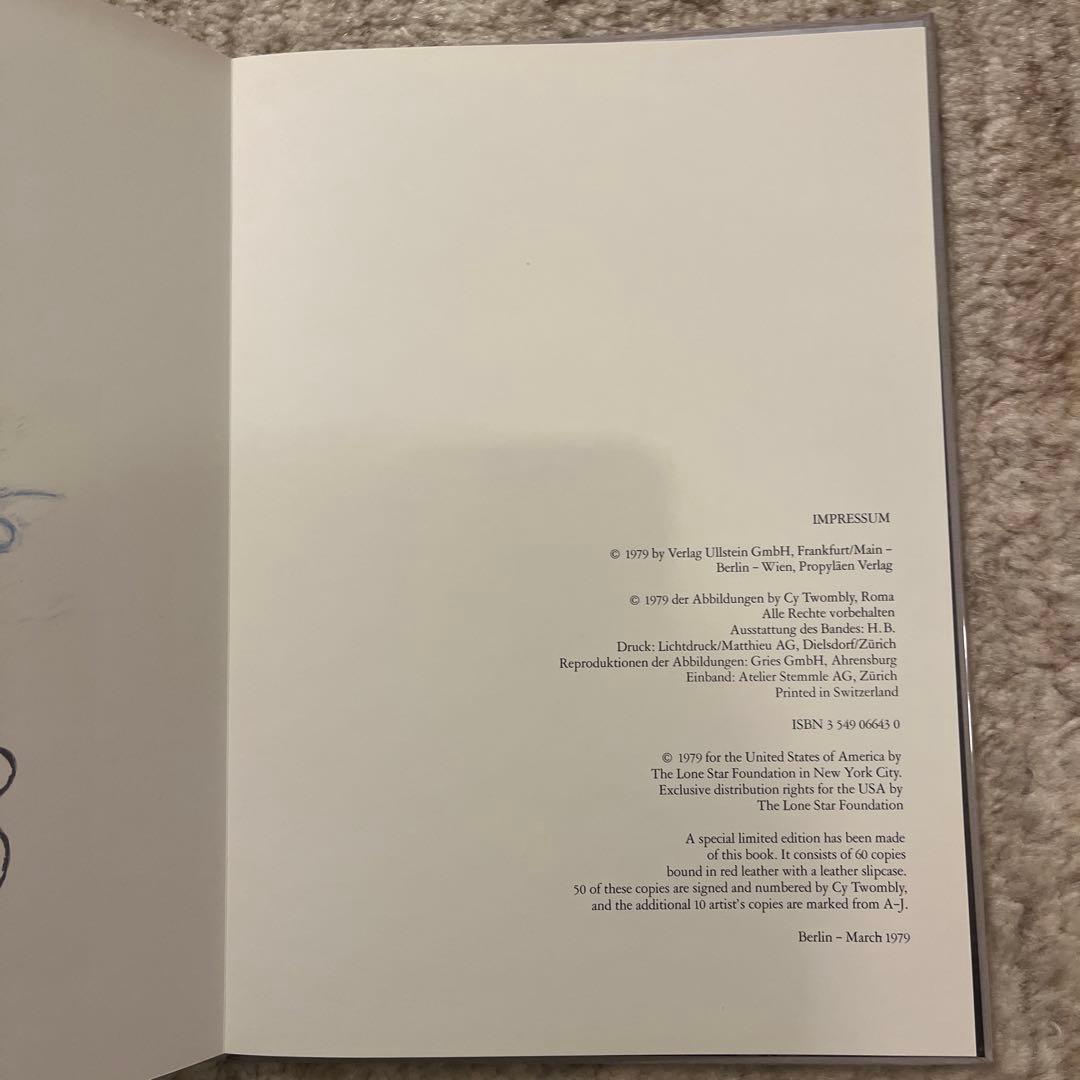 IMPRESSUM
© 1979 by Verlag Ullstein GmbH, Frankfurt/Main –
Berlin – Wien, Propyläen Verlag
© 1979 der Abbildungen by Cy Twombly, Roma
Alle Rechte vorbehalten
Ausstattung des Bandes: H. B.
Druck: Lichtdruck/Matthieu AG, Dielsdorf/Zürich
Reproduktionen der Abbildungen: Gries GmbH, Ahrensburg
Einband: Atelier Stemmle AG, Zürich
Printed in Switzerland
ISBN 3 549 06643 0
© 1979 for the United States of America by
The Lone Star Foundation in New York City.
Exclusive distribution rights for the USA by
The Lone Star Foundation
A special limited edition has been made
of this book. It consists of 60 copies
bound in red leather with a leather slipcase.
50 of these copies are signed and numbered by Cy Twombly,
and the additional 10 artist's copies are marked from A–J.
Berlin – March 1979